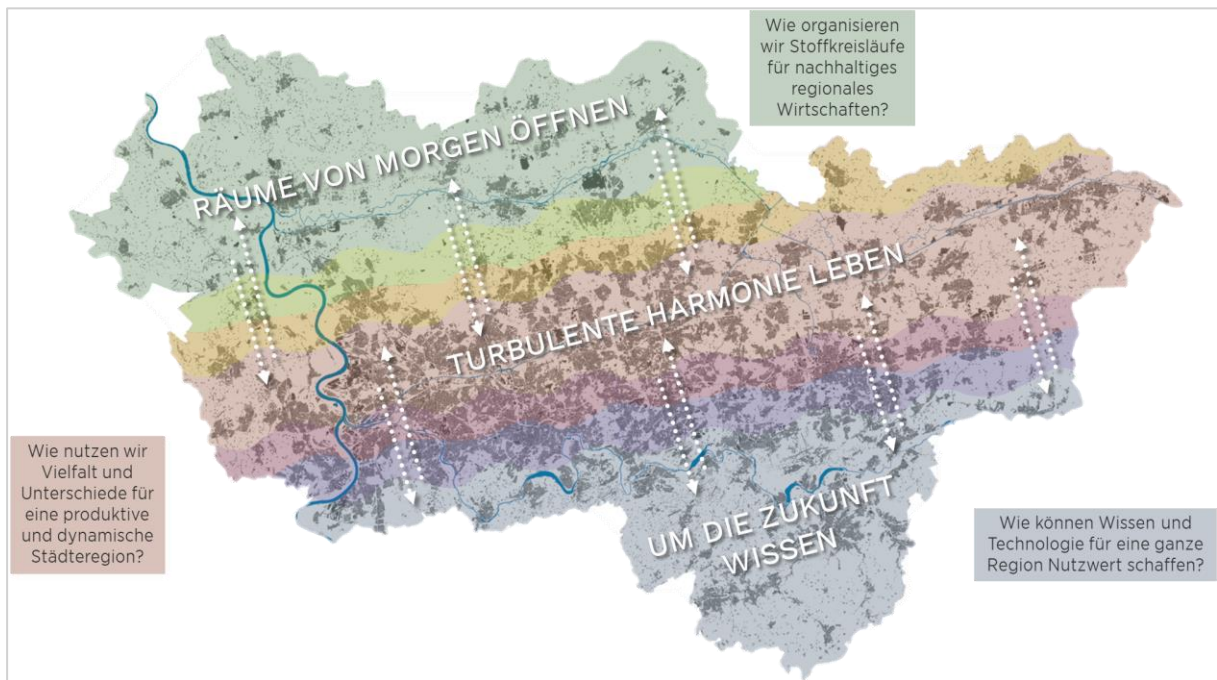 Wie organisieren
wir Stoffkreisläufe
für nachhaltiges
regionales
Wirtschaften?
RÄUME VON MORGEN ÖFFNEN
TURBULENTE HARMONIE LEBEN
Wie nutzen wir
Vielfalt und
Unterschiede für
eine produktive
und dynamische
Städteregion?
UM DIE ZUKUNFT
WISSEN
Wie können Wissen und
Technologie für eine ganze
Region Nutzwert schaffen?